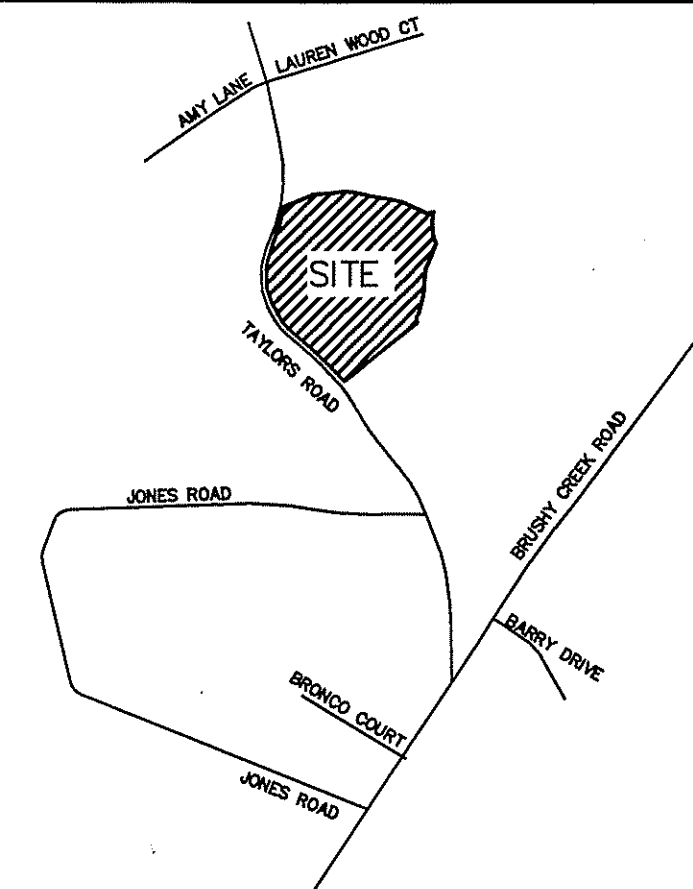 LAUREN WOOD CT
AMY LANE
SITE
TAYLORS ROAD
BRUSHY CREEK ROAD
JONES ROAD
BARRY DRIVE
BRONCO COURT
JONES ROAD